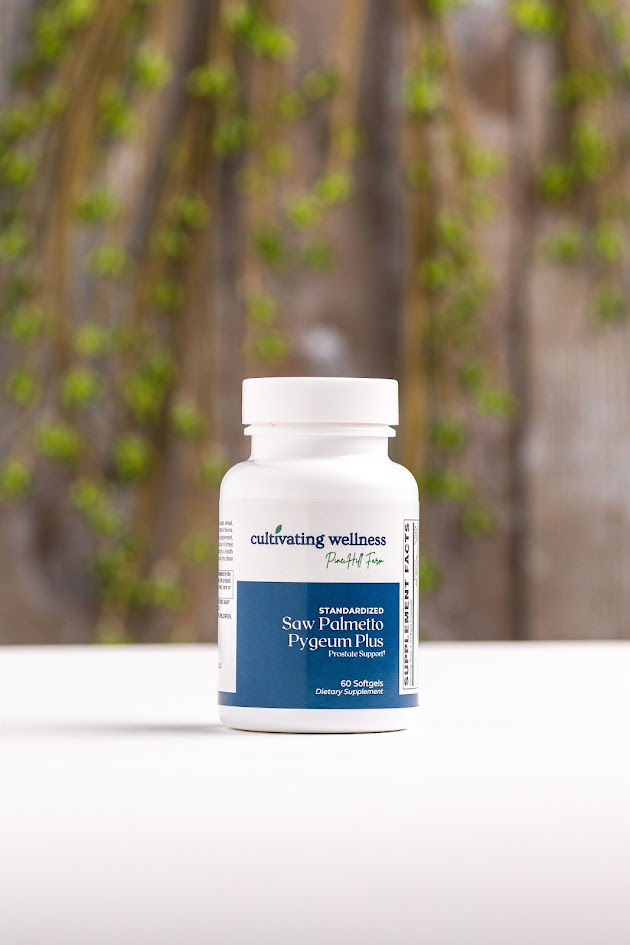 cultivating wellness
PineHill Farm
STANDARDIZED
Saw Palmetto
Pygeum Plus
Prostate Support†
60 Softgels
Dietary Supplement
SUPPLEMENT FACTS